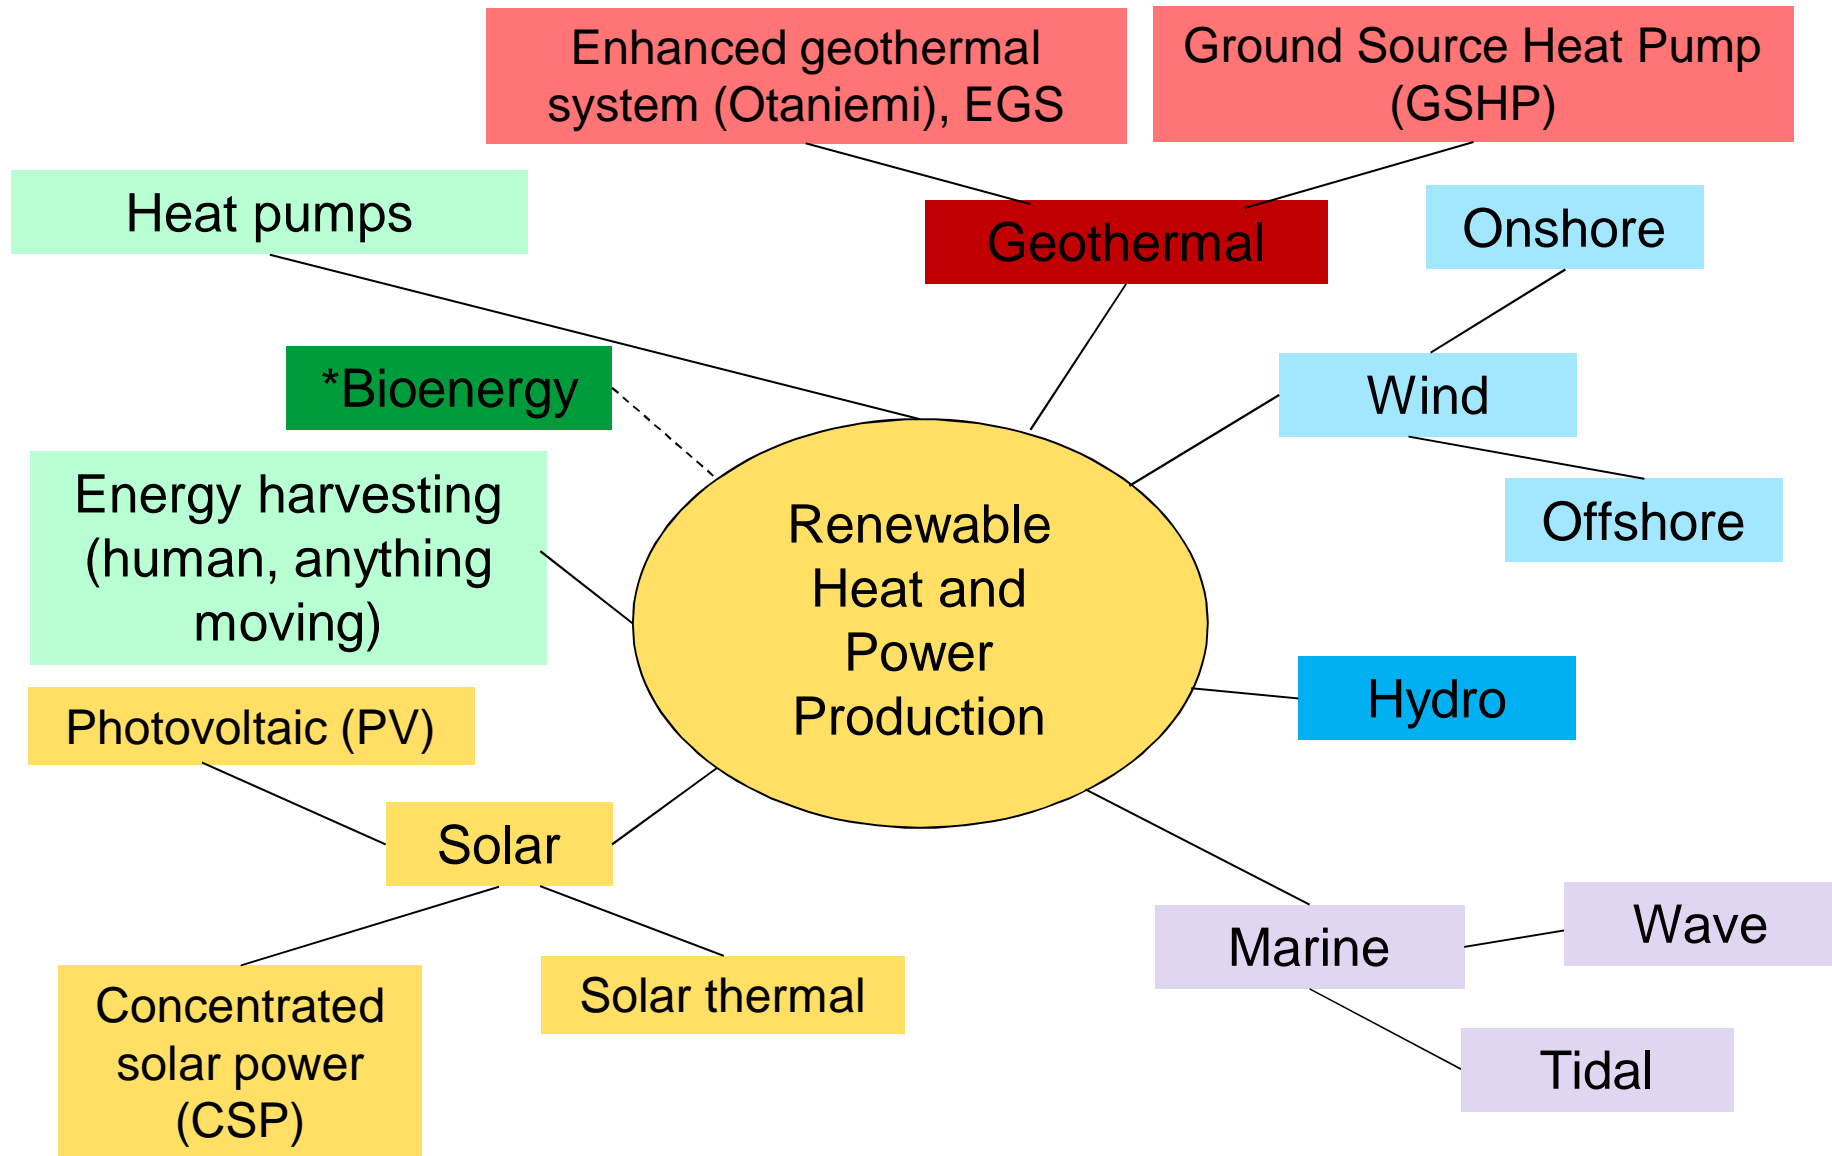 Enhanced geothermal
system (Otaniemi), EGS
Ground Source Heat Pump
(GSHP)
Heat pumps
Geothermal
Onshore
*Bioenergy
Wind
Energy harvesting
(human, anything
moving)
Offshore
Renewable
Heat and
Power
Production
Hydro
Photovoltaic (PV)
Solar
Marine
Wave
Concentrated
solar power
(CSP)
Solar thermal
Tidal